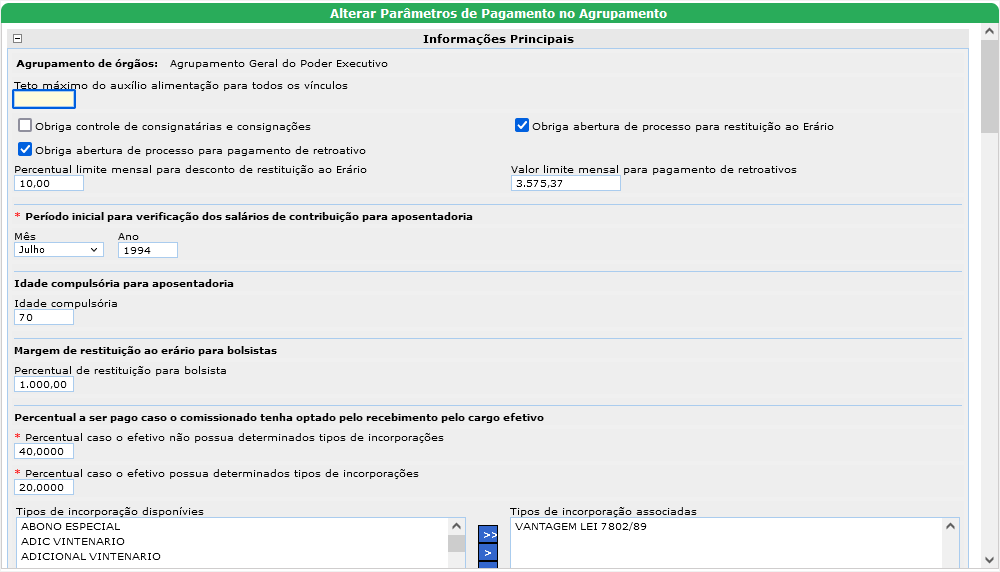 Alterar Parâmetros de Pagamento no Agrupamento
Informações Principais
Agrupamento de órgãos: Agrupamento Geral do Poder Executivo
Teto máximo do auxílio alimentação para todos os vínculos
Obriga controle de consignatárias e consignações
Obriga abertura de processo para restituição ao Erário
Obriga abertura de processo para pagamento de retroativo
Percentual limite mensal para desconto de restituição ao Erário
Valor limite mensal para pagamento de retroativos
10,00
3.575,37
* Período inicial para verificação dos salários de contribuição para aposentadoria
Mês
Ano
Julho
1994
Idade compulsória para aposentadoria
Idade compulsória
70
Margem de restituição ao erário para bolsistas
Percentual de restituição para bolsista
1.000,00
Percentual a ser pago caso o comissionado tenha optado pelo recebimento pelo cargo efetivo
* Percentual caso o efetivo não possua determinados tipos de incorporações
40,0000
* Percentual caso o efetivo possua determinados tipos de incorporações
20,0000
Tipos de incorporação disponívies
Tipos de incorporação associadas
ABONO ESPECIAL
ADIC VINTENARIO
ADICIONAL VINTENARIO
>>
>
VANTAGEM LEI 7802/89